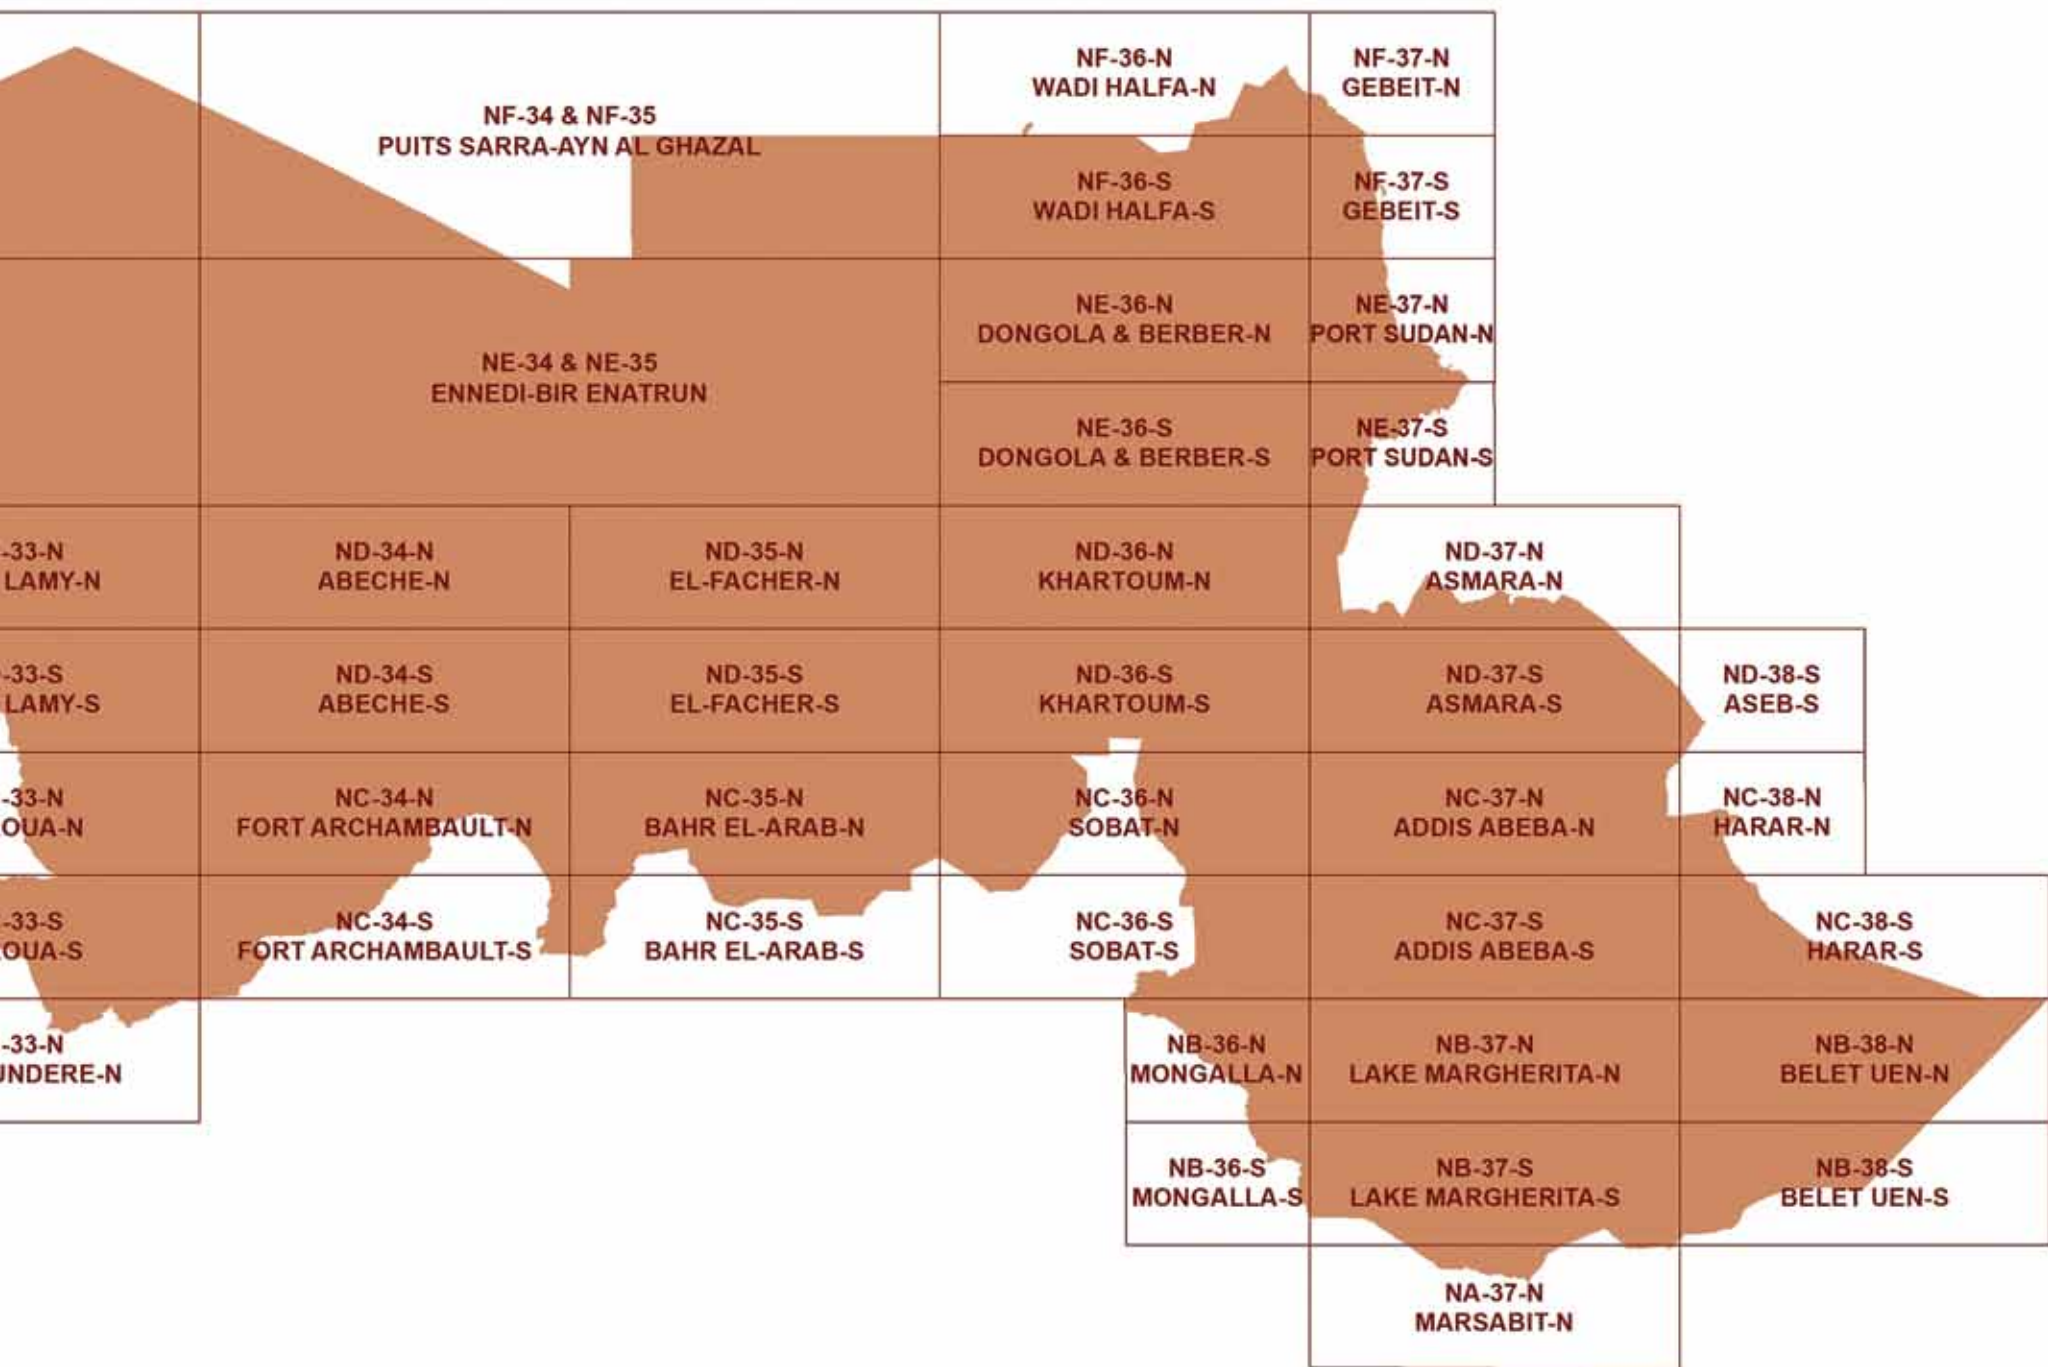 NF-36-N
WADI HALFA-N
NF-37-N
GEBEIT-N
NF-34 & NF-35
PUITS SARRA-AYN AL GHAZAL
NF-36-S
WADI HALFA-S
NF-37-S
GEBEIT-S
NE-36-N
DONGOLA & BERBER-N
NE-37-N
PORT SUDAN-N
NE-34 & NE-35
ENNEDI-BIR ENATRUN
NE-36-S
DONGOLA & BERBER-S
NE-37-S
PORT SUDAN-S
-33-N
LAMY-N
ND-34-N
ABECHE-N
ND-35-N
EL-FACHER-N
ND-36-N
KHARTOUM-N
ND-37-N
ASMARA-N
-33-S
LAMY-S
ND-34-S
ABECHE-S
ND-35-S
EL-FACHER-S
ND-36-S
KHARTOUM-S
ND-37-S
ASMARA-S
ND-38-S
ASEB-S
-33-N
OUA-N
NC-34-N
FORT ARCHAMBAULT-N
NC-35-N
BAHR EL-ARAB-N
NC-36-N
SOBAT-N
NC-37-N
ADDIS ABEBA-N
NC-38-N
HARAR-N
-33-S
OUA-S
NC-34-S
FORT ARCHAMBAULT-S
NC-35-S
BAHR EL-ARAB-S
NC-36-S
SOBAT-S
NC-37-S
ADDIS ABEBA-S
NC-38-S
HARAR-S
-33-N
UNDERE-N
NB-36-N
MONGALLA-N
NB-37-N
LAKE MARGHERITA-N
NB-38-N
BELET UEN-N
NB-36-S
MONGALLA-S
NB-37-S
LAKE MARGHERITA-S
NB-38-S
BELET UEN-S
NA-37-N
MARSABIT-N